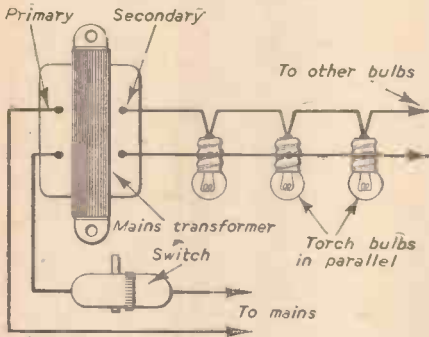 Primary
Secondary
To other bulbs
Mains transformer
Switch
Torch bulbs
in parallel
To mains